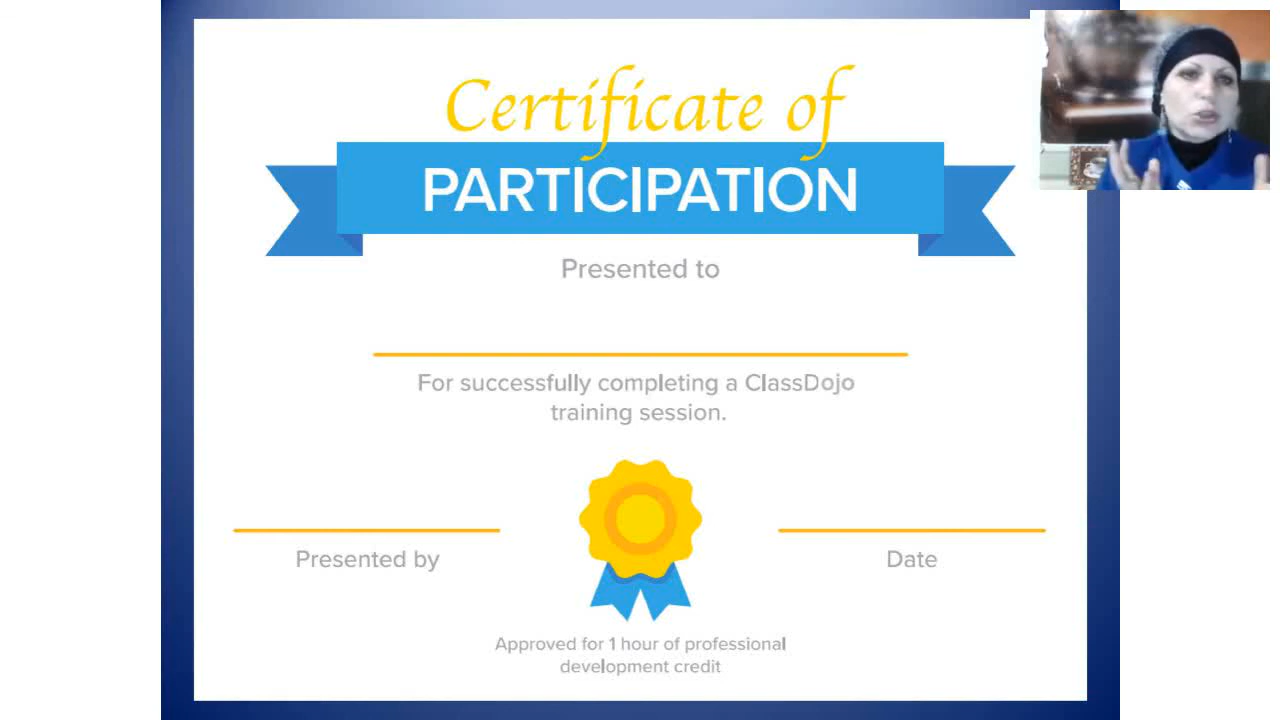 Certificate of
PARTICIPATION
Presented to
For successfully completing a ClassDojo
training session.
Presented by
Date
Approved for 1 hour of professional
development credit